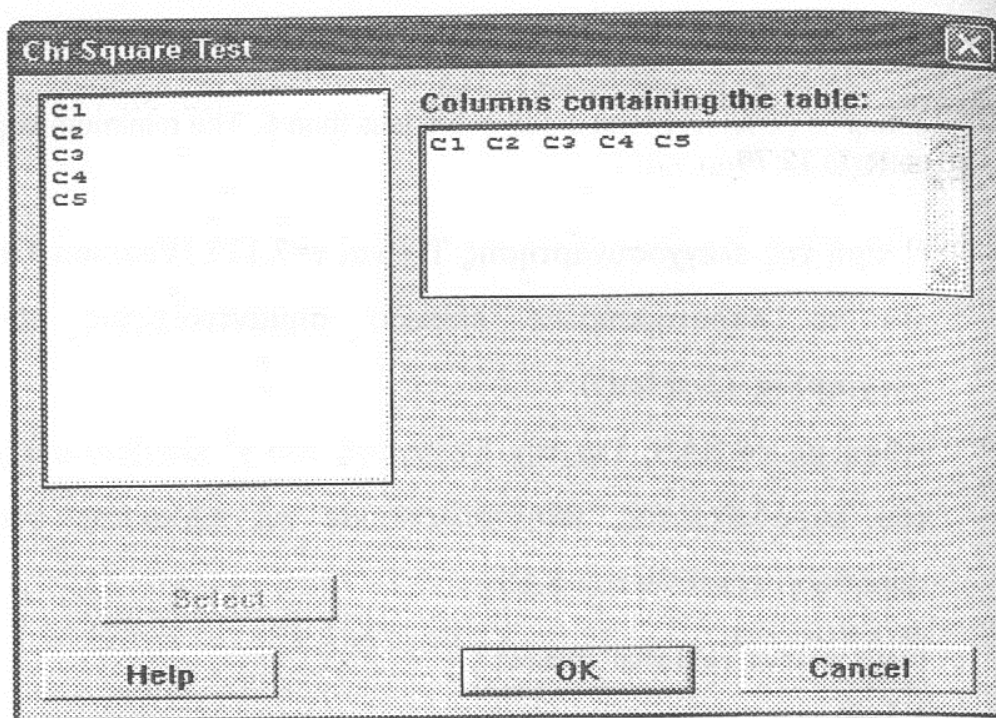 Chi Square Test
C1
C2
C3
C4
C5
Columns containing the table:
C1 C2 C3 C4 C5
Select
Help
OK
Cancel